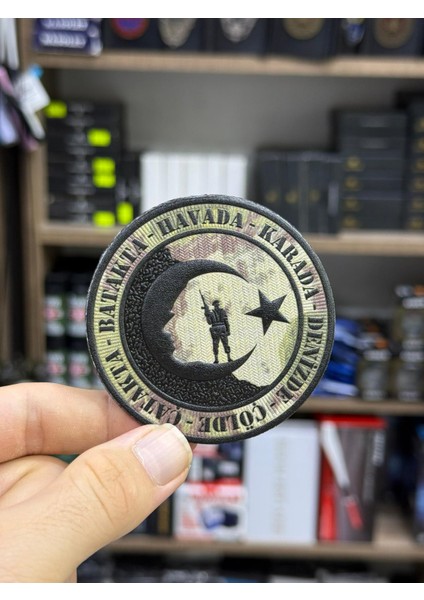 ÇATAKTA - BATAKTA - HAVADA - KARADA - DENİZDE - ÇÖLDE -